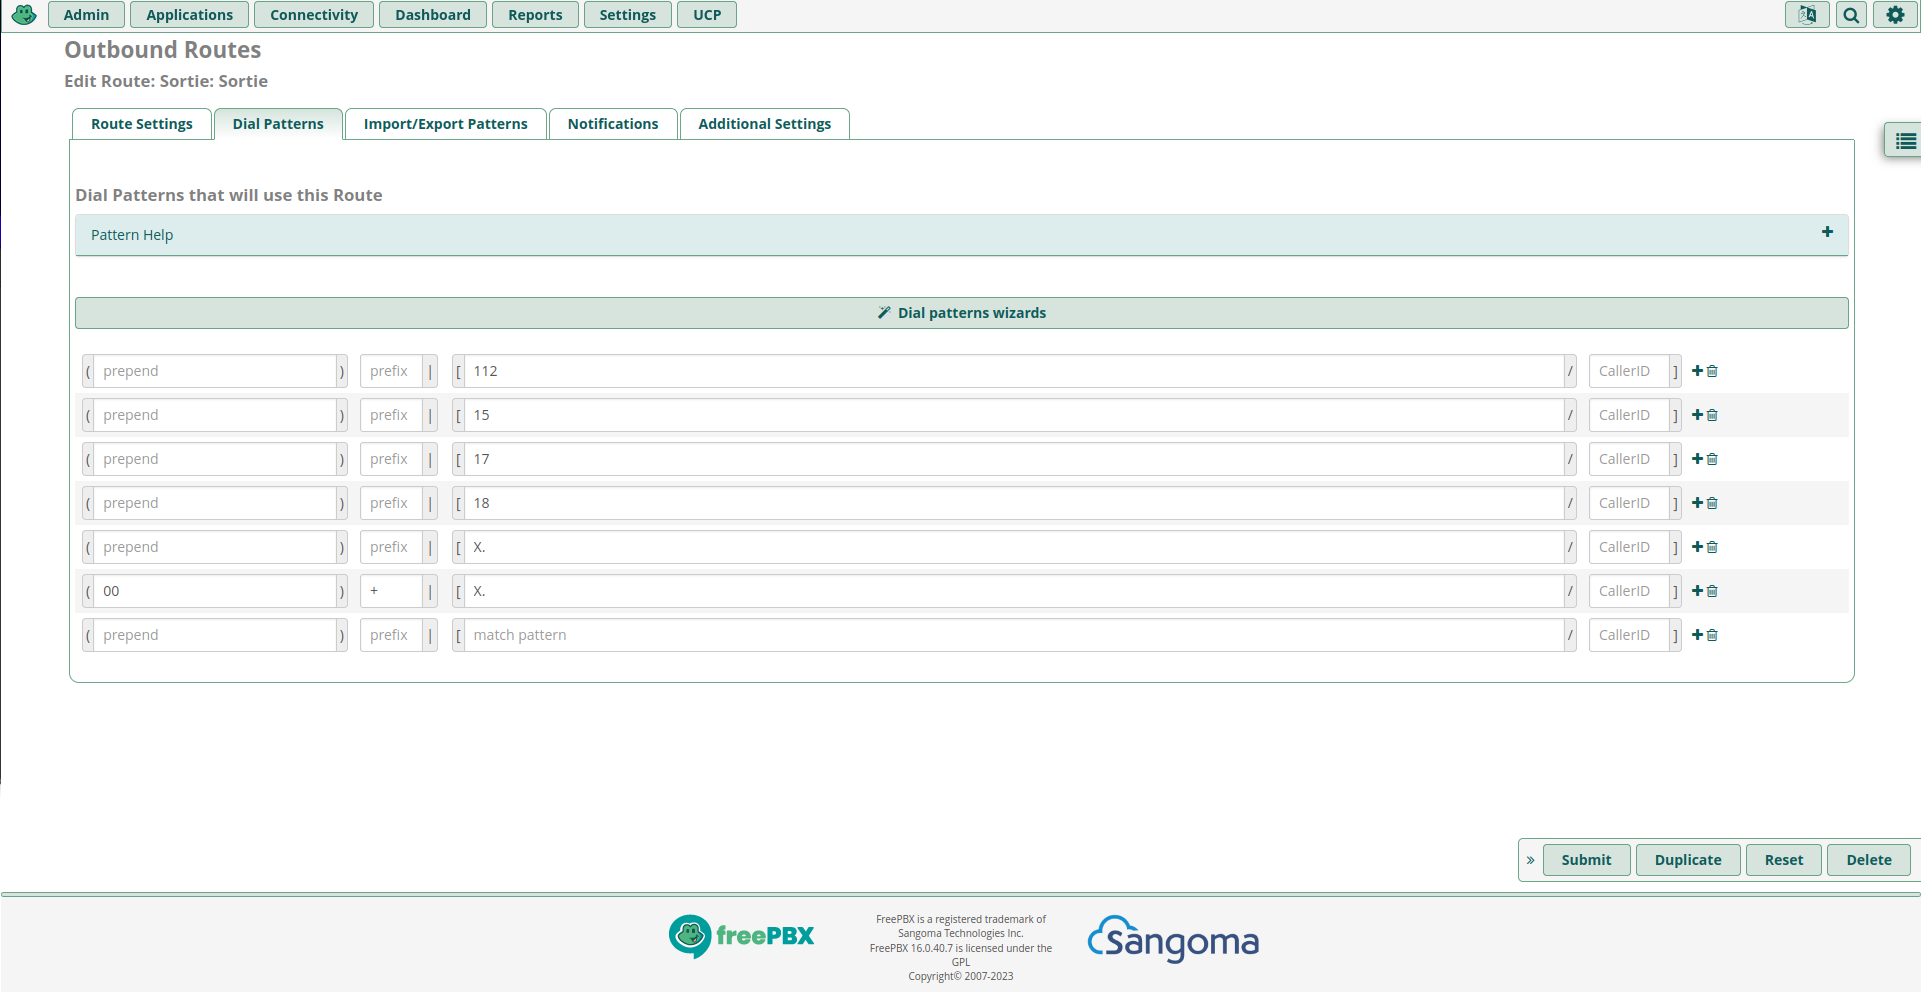 Admin Applications Connectivity Dashboard Reports Settings UCP
Outbound Routes
Edit Route: Sortie: Sortie
Route Settings Dial Patterns Import/Export Patterns Notifications Additional Settings
Dial Patterns that will use this Route
Pattern Help
Dial patterns wizards
( prepend ) prefix | [ 112 / CallerID ]
( prepend ) prefix | [ 15 / CallerID ]
( prepend ) prefix | [ 17 / CallerID ]
( prepend ) prefix | [ 18 / CallerID ]
( prepend ) prefix | [ X. / CallerID ]
( 00 ) + | [ X. / CallerID ]
( prepend ) prefix | [ match pattern / CallerID ]
» Submit Duplicate Reset Delete
freePBX
FreePBX is a registered trademark of
Sangoma Technologies Inc.
FreePBX 16.0.40.7 is licensed under the
GPL
Copyright© 2007-2023
Sangoma